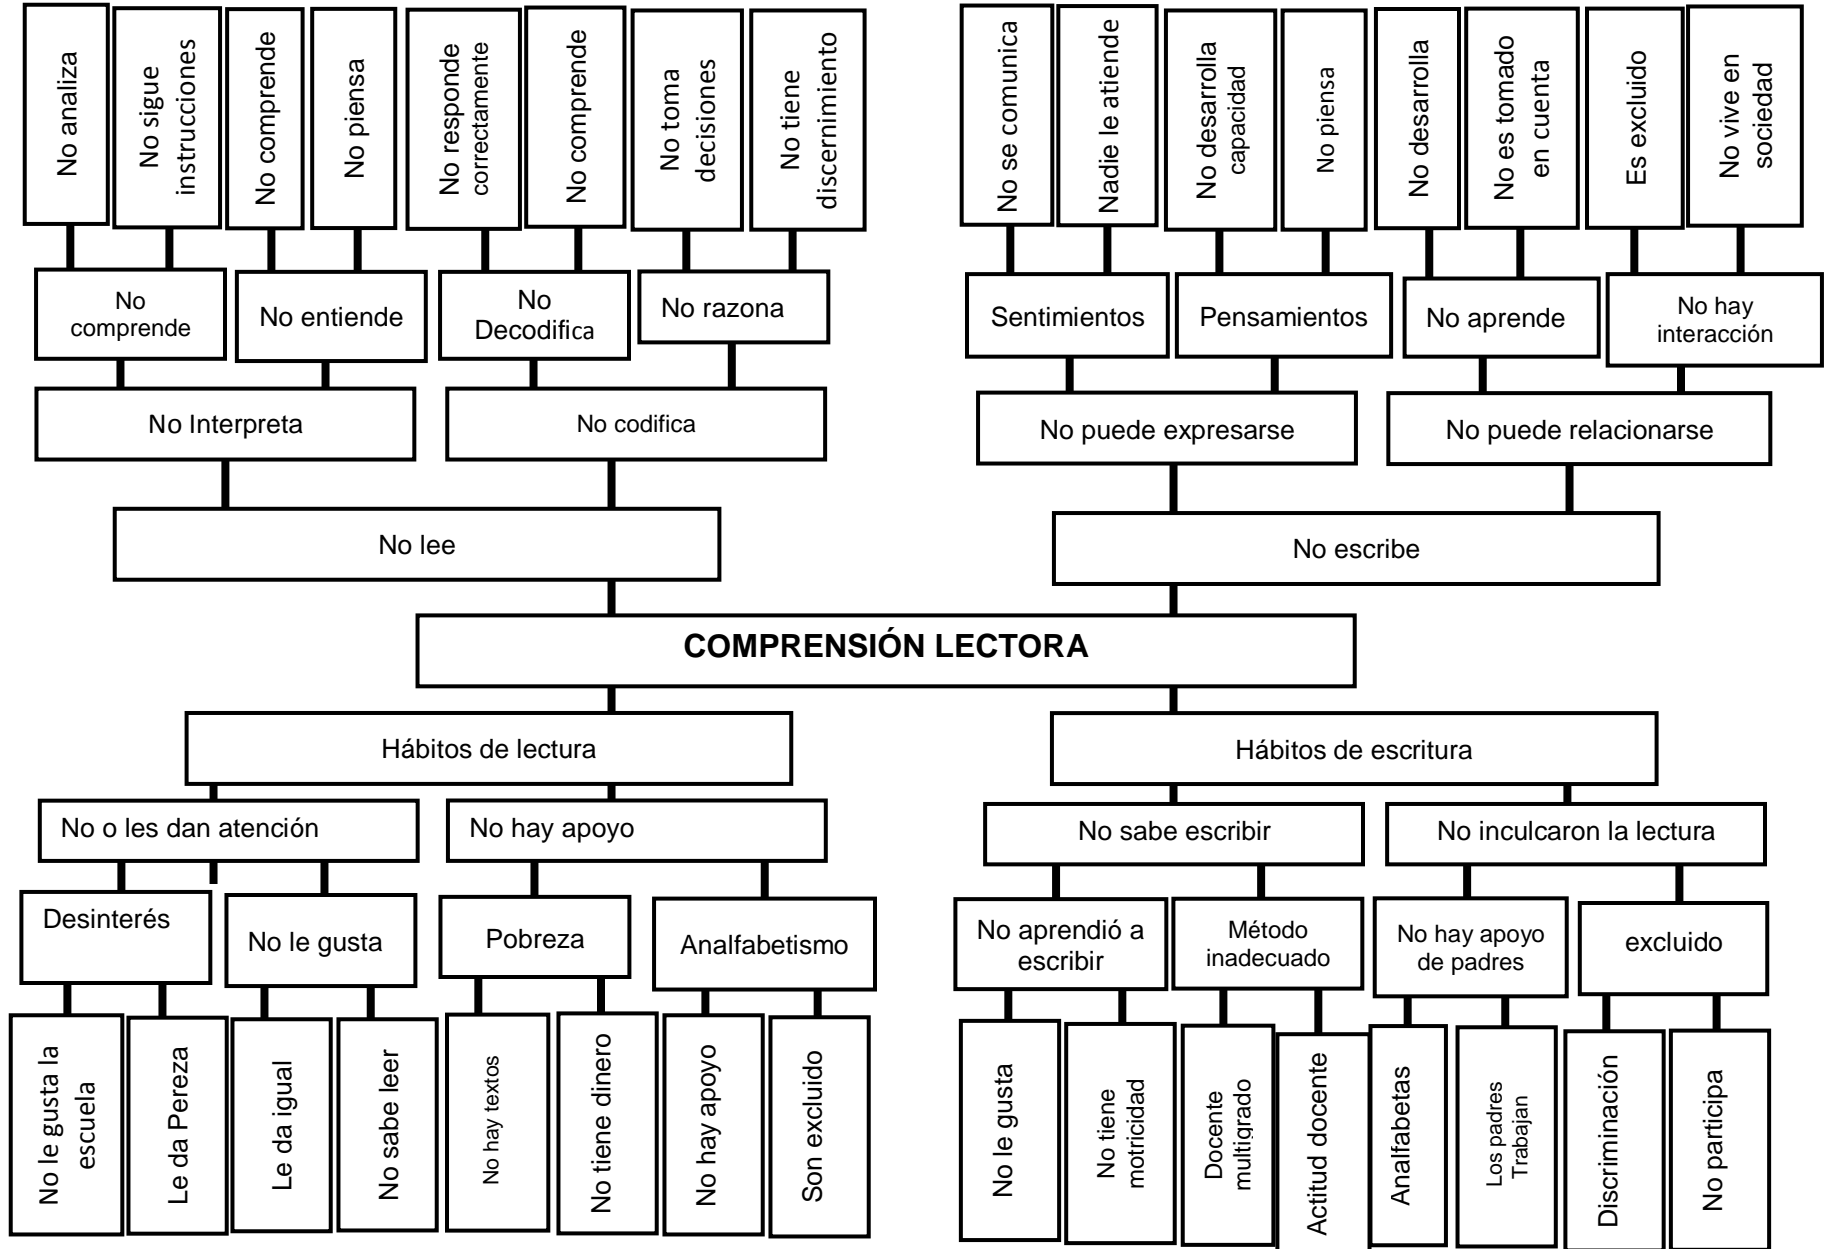 No analiza
No sigue
instrucciones
No comprende
No piensa
No responde
correctamente
No comprende
No toma
decisiones
No tiene
discernimiento
No se comunica
Nadie le atiende
No desarrolla
capacidad
No piensa
No desarrolla
No es tomado
en cuenta
Es excluido
No vive en
sociedad
No
comprende
No entiende
No
Decodifica
No razona
Sentimientos
Pensamientos
No aprende
No hay
interacción
No Interpreta
No codifica
No puede expresarse
No puede relacionarse
No lee
No escribe
COMPRENSIÓN LECTORA
Hábitos de lectura
Hábitos de escritura
No o les dan atención
No hay apoyo
No sabe escribir
No inculcaron la lectura
Desinterés
No le gusta
Pobreza
Analfabetismo
No aprendió a
escribir
Método
inadecuado
No hay apoyo
de padres
excluido
No le gusta la
escuela
Le da Pereza
Le da igual
No sabe leer
No hay textos
No tiene dinero
No hay apoyo
Son excluido
No le gusta
No tiene
motricidad
Docente
multigrado
Actitud docente
Analfabetas
Los padres
Trabajan
Discriminación
No participa